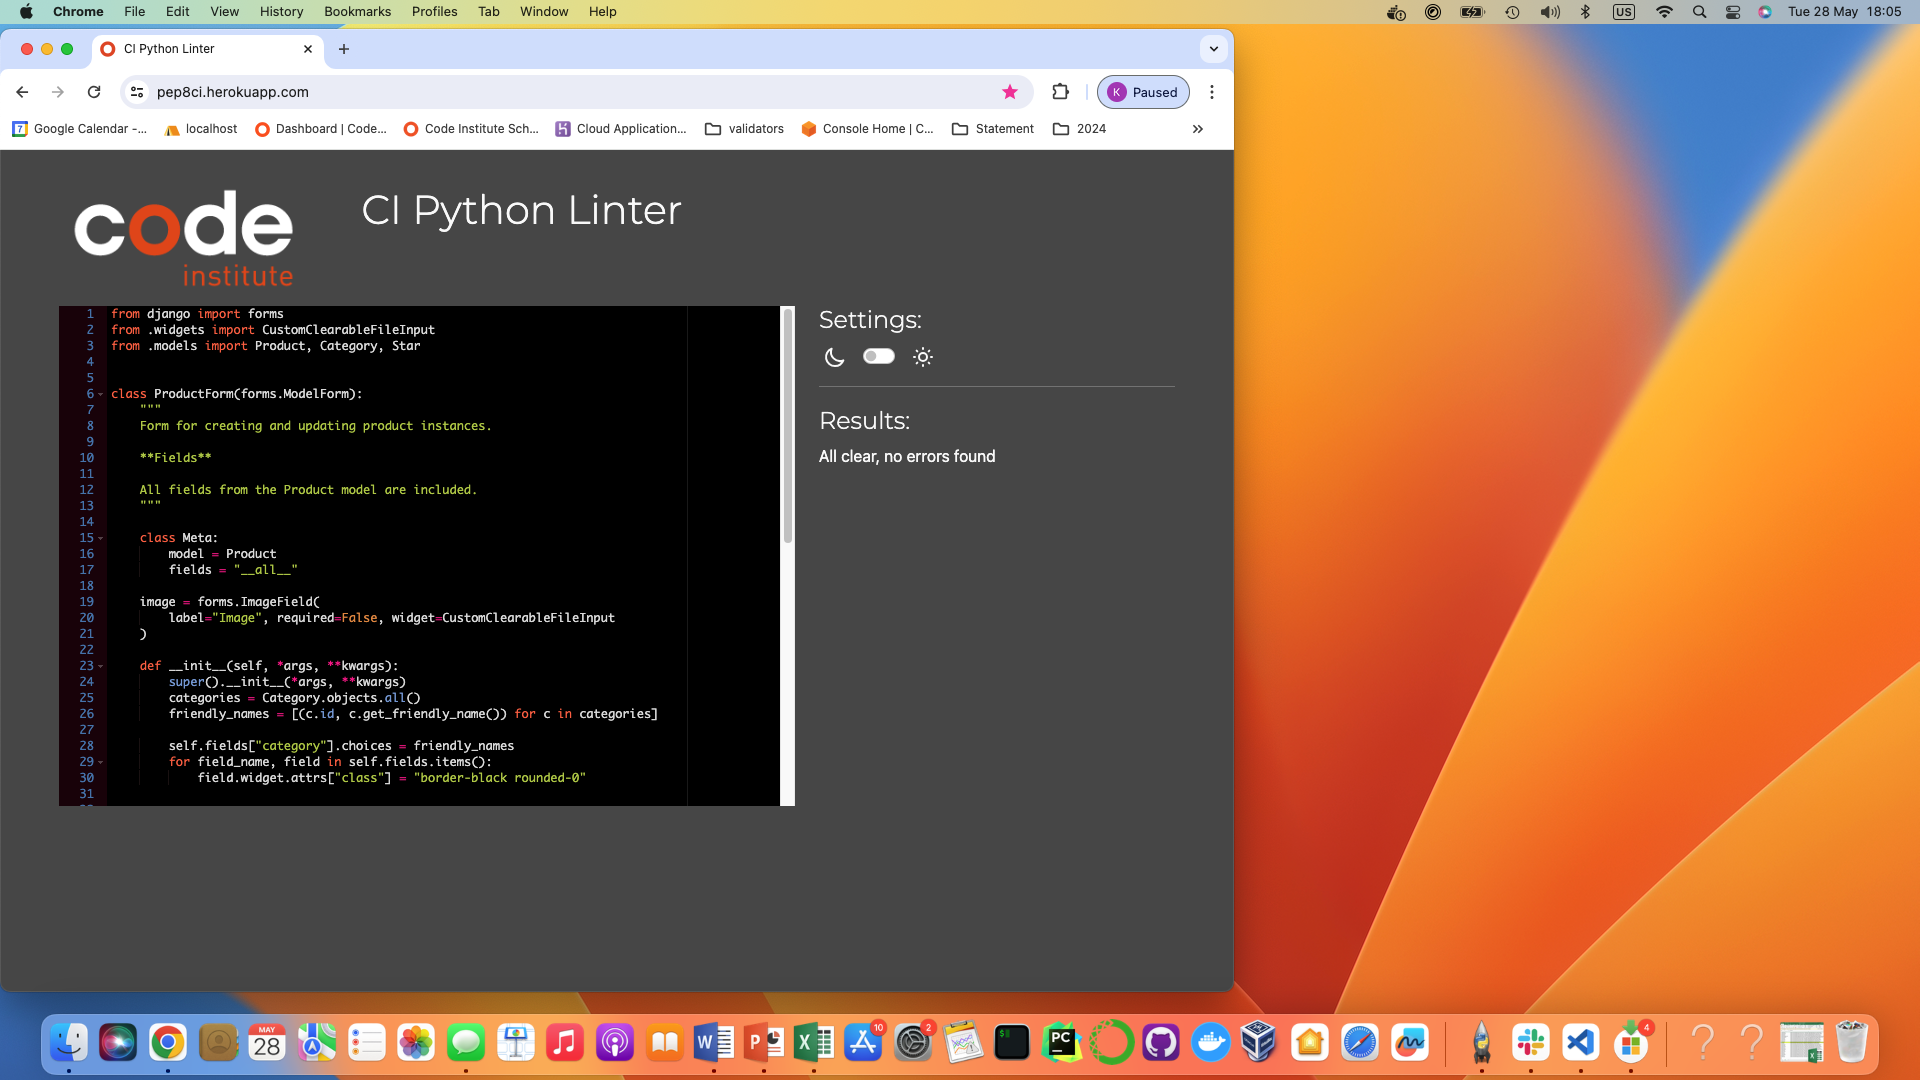 Chrome File Edit View History Bookmarks Profiles Tab Window Help US Tue 28 May 18:05
CI Python Linter
pep8ci.herokuapp.com K Paused
7 Google Calendar -... localhost Dashboard | Code... Code Institute Sch... Cloud Application... validators Console Home | C... Statement 2024
code
institute
CI Python Linter
1 from django import forms
2 from .widgets import CustomClearableFileInput
3 from .models import Product, Category, Star
4
5
6 class ProductForm(forms.ModelForm):
7 """
8 Form for creating and updating product instances.
9
10 **Fields**
11
12 All fields from the Product model are included.
13 """
14
15 class Meta:
16 model = Product
17 fields = "__all__"
18
19 image = forms.ImageField(
20 label="Image", required=False, widget=CustomClearableFileInput
21 )
22
23 def __init__(self, *args, **kwargs):
24 super().__init__(*args, **kwargs)
25 categories = Category.objects.all()
26 friendly_names = [(c.id, c.get_friendly_name()) for c in categories]
27
28 self.fields["category"].choices = friendly_names
29 for field_name, field in self.fields.items():
30 field.widget.attrs["class"] = "border-black rounded-0"
31
Settings:
Results:
All clear, no errors found
MAY
28
W
P
X
10
2
$
PC
4
X